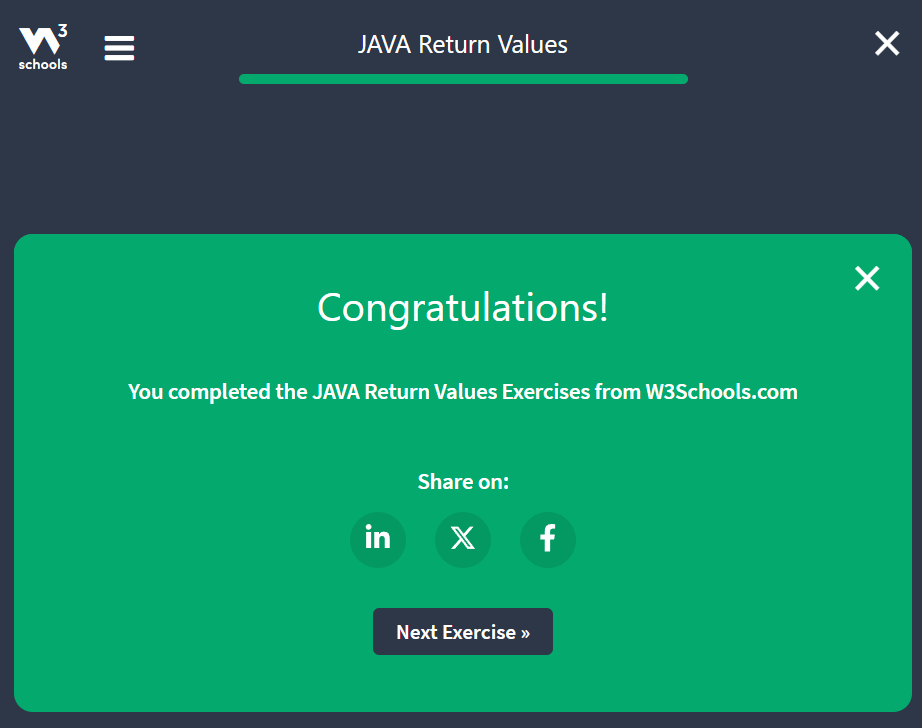 W3
schools
JAVA Return Values
Congratulations!
You completed the JAVA Return Values Exercises from W3Schools.com
Share on:
in
X
f
Next Exercise »